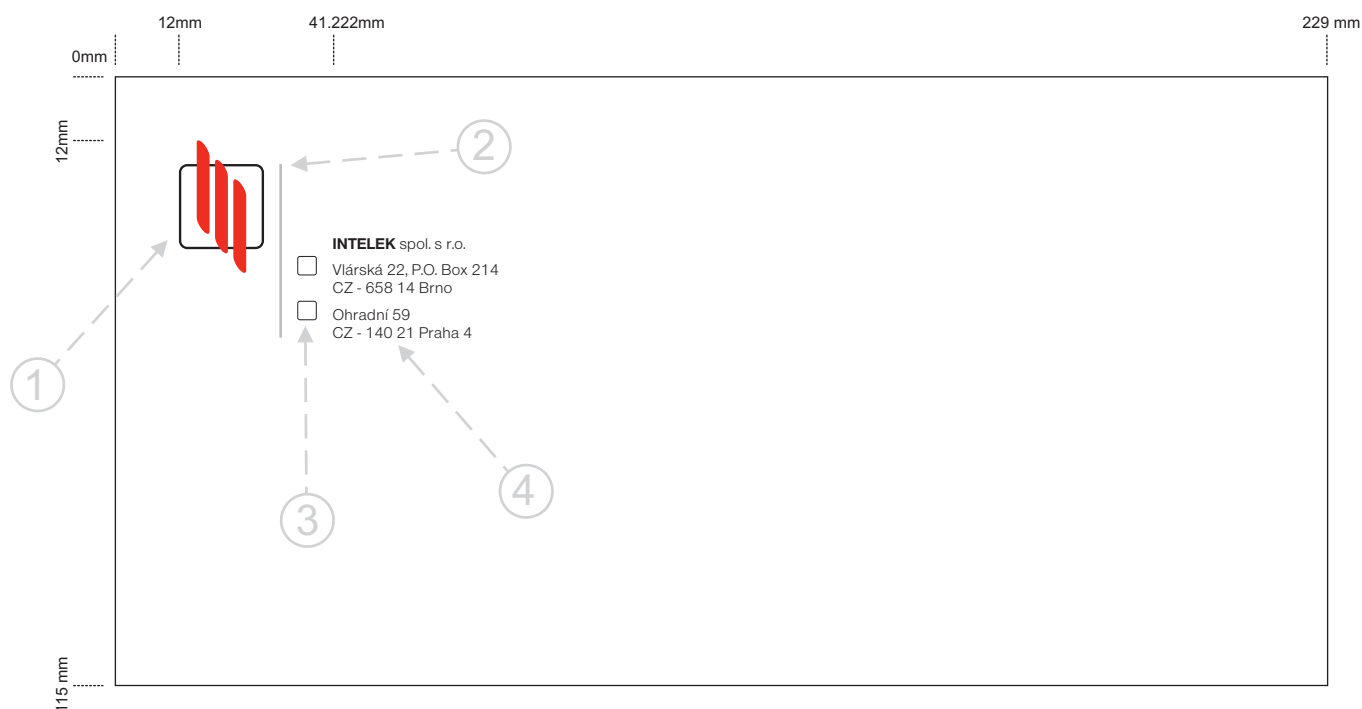 12mm
41.222mm
229 mm
0mm
12mm
2
INTELEK spol. s r.o.
Vlárská 22, P.O. Box 214
CZ - 658 14 Brno
Ohradní 59
CZ - 140 21 Praha 4
1
4
3
115 mm